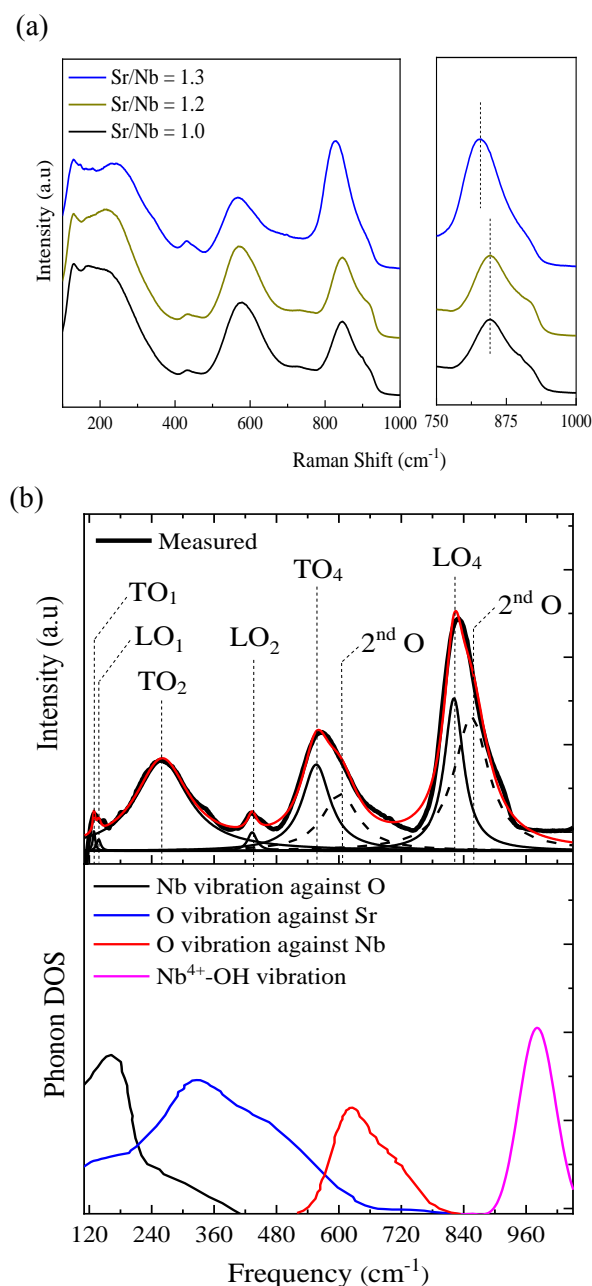 (a)
Sr/Nb = 1.3
Sr/Nb = 1.2
Sr/Nb = 1.0
Intensity (a.u)
200 400 600 800 1000
750 875 1000
Raman Shift (cm⁻¹)
(b)
Measured
TO₁
LO₁
TO₂
LO₂
TO₄
2ⁿᵈ O
LO₄
2ⁿᵈ O
Intensity (a.u)
Nb vibration against O
O vibration against Sr
O vibration against Nb
Nb⁴⁺-OH vibration
Phonon DOS
120 240 360 480 600 720 840 960
Frequency (cm⁻¹)